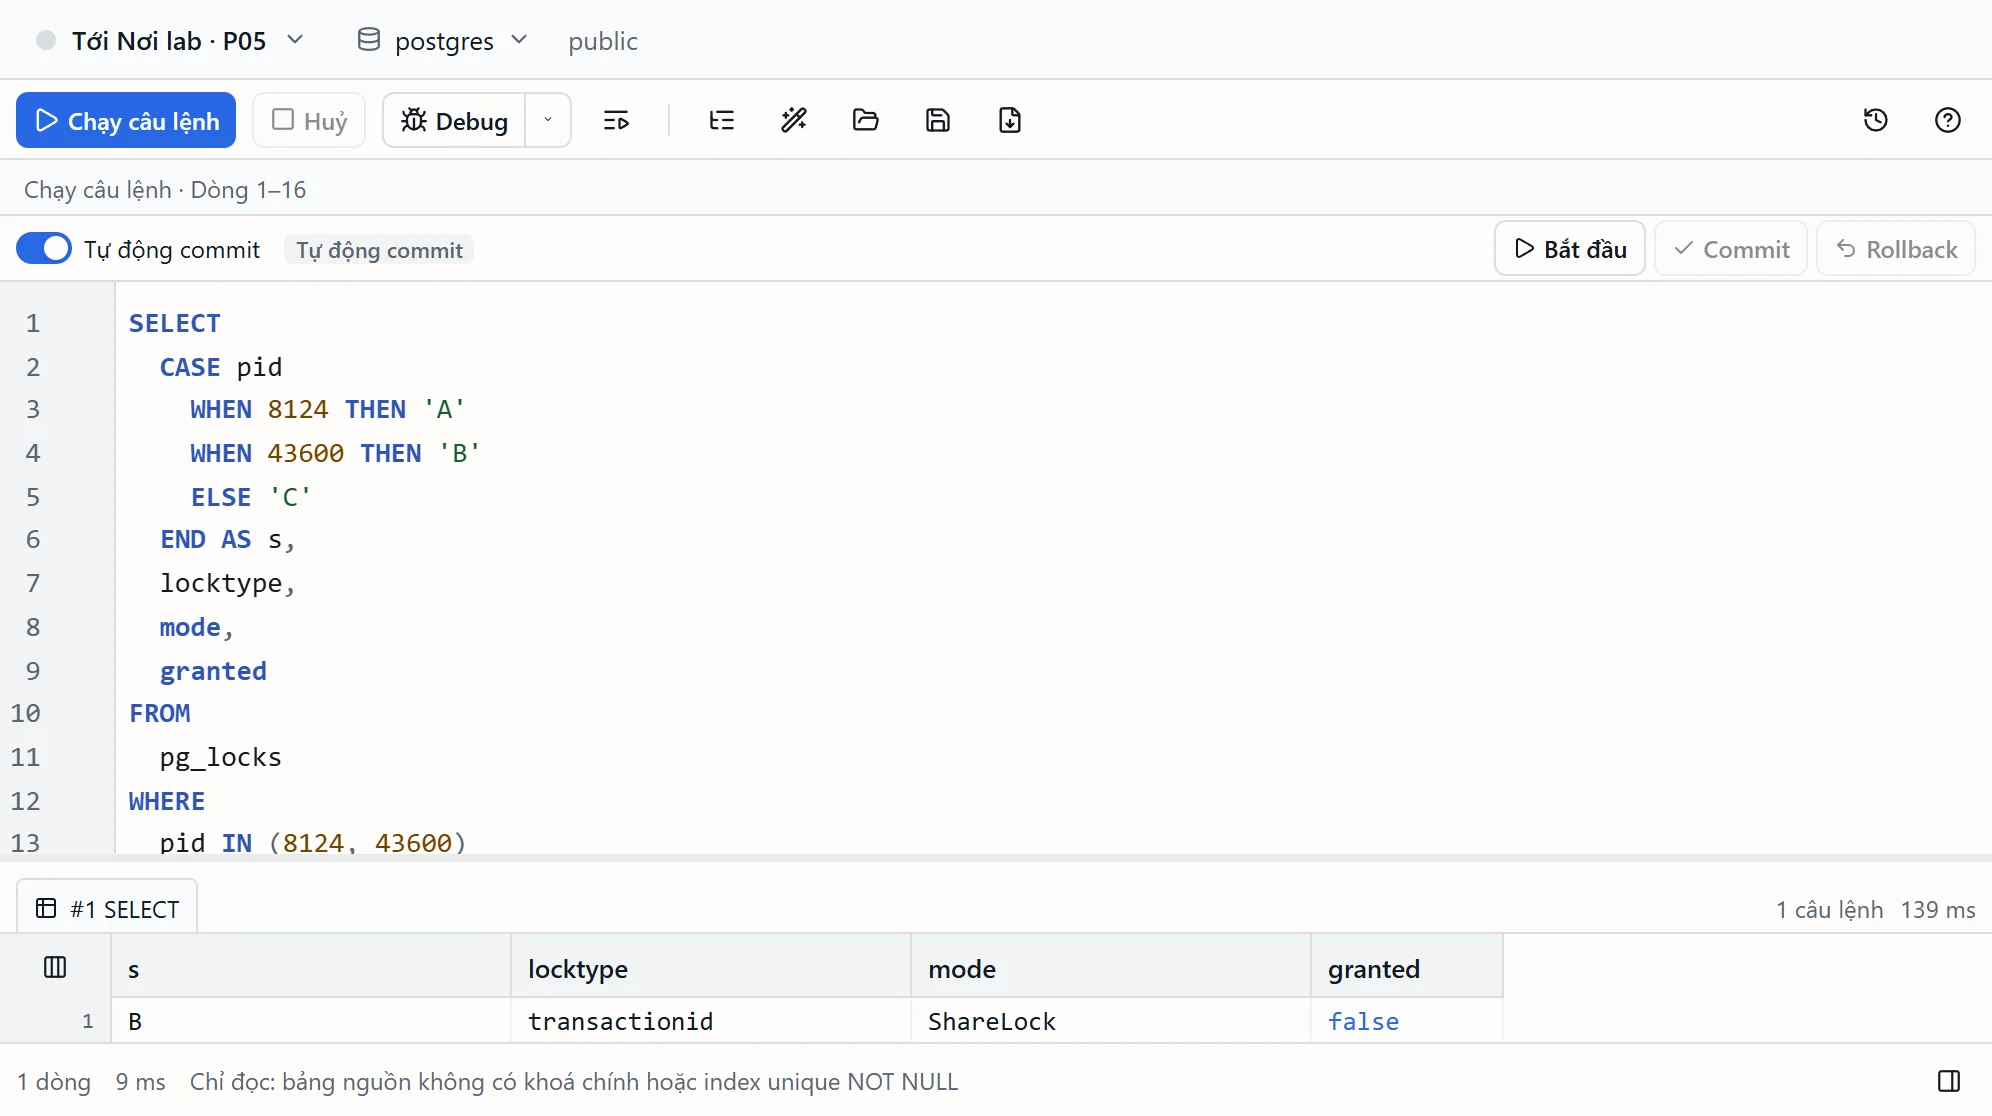 Tới Nơi lab · P05 postgres public
Chạy câu lệnh Huỷ Debug
Chạy câu lệnh · Dòng 1–16
Tự động commit Tự động commit Bắt đầu Commit Rollback
1 SELECT
2 CASE pid
3 WHEN 8124 THEN 'A'
4 WHEN 43600 THEN 'B'
5 ELSE 'C'
6 END AS s,
7 locktype,
8 mode,
9 granted
10 FROM
11 pg_locks
12 WHERE
13 pid IN (8124, 43600)
#1 SELECT 1 câu lệnh 139 ms
s locktype mode granted
1 B transactionid ShareLock false
1 dòng 9 ms Chỉ đọc: bảng nguồn không có khoá chính hoặc index unique NOT NULL